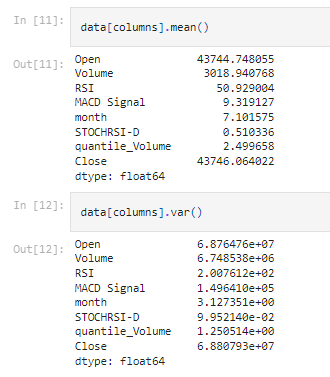 In [11]: data[columns].mean()
Out[11]: Open 43744.748055
Volume 3018.940768
RSI 50.929004
MACD Signal 9.319127
month 7.101575
STOCHRSI-D 0.510336
quantile_Volume 2.499658
Close 43746.064022
dtype: float64
In [12]: data[columns].var()
Out[12]: Open 6.876476e+07
Volume 6.748538e+06
RSI 2.007612e+02
MACD Signal 1.496410e+05
month 3.127351e+00
STOCHRSI-D 9.952140e-02
quantile_Volume 1.250514e+00
Close 6.880793e+07
dtype: float64